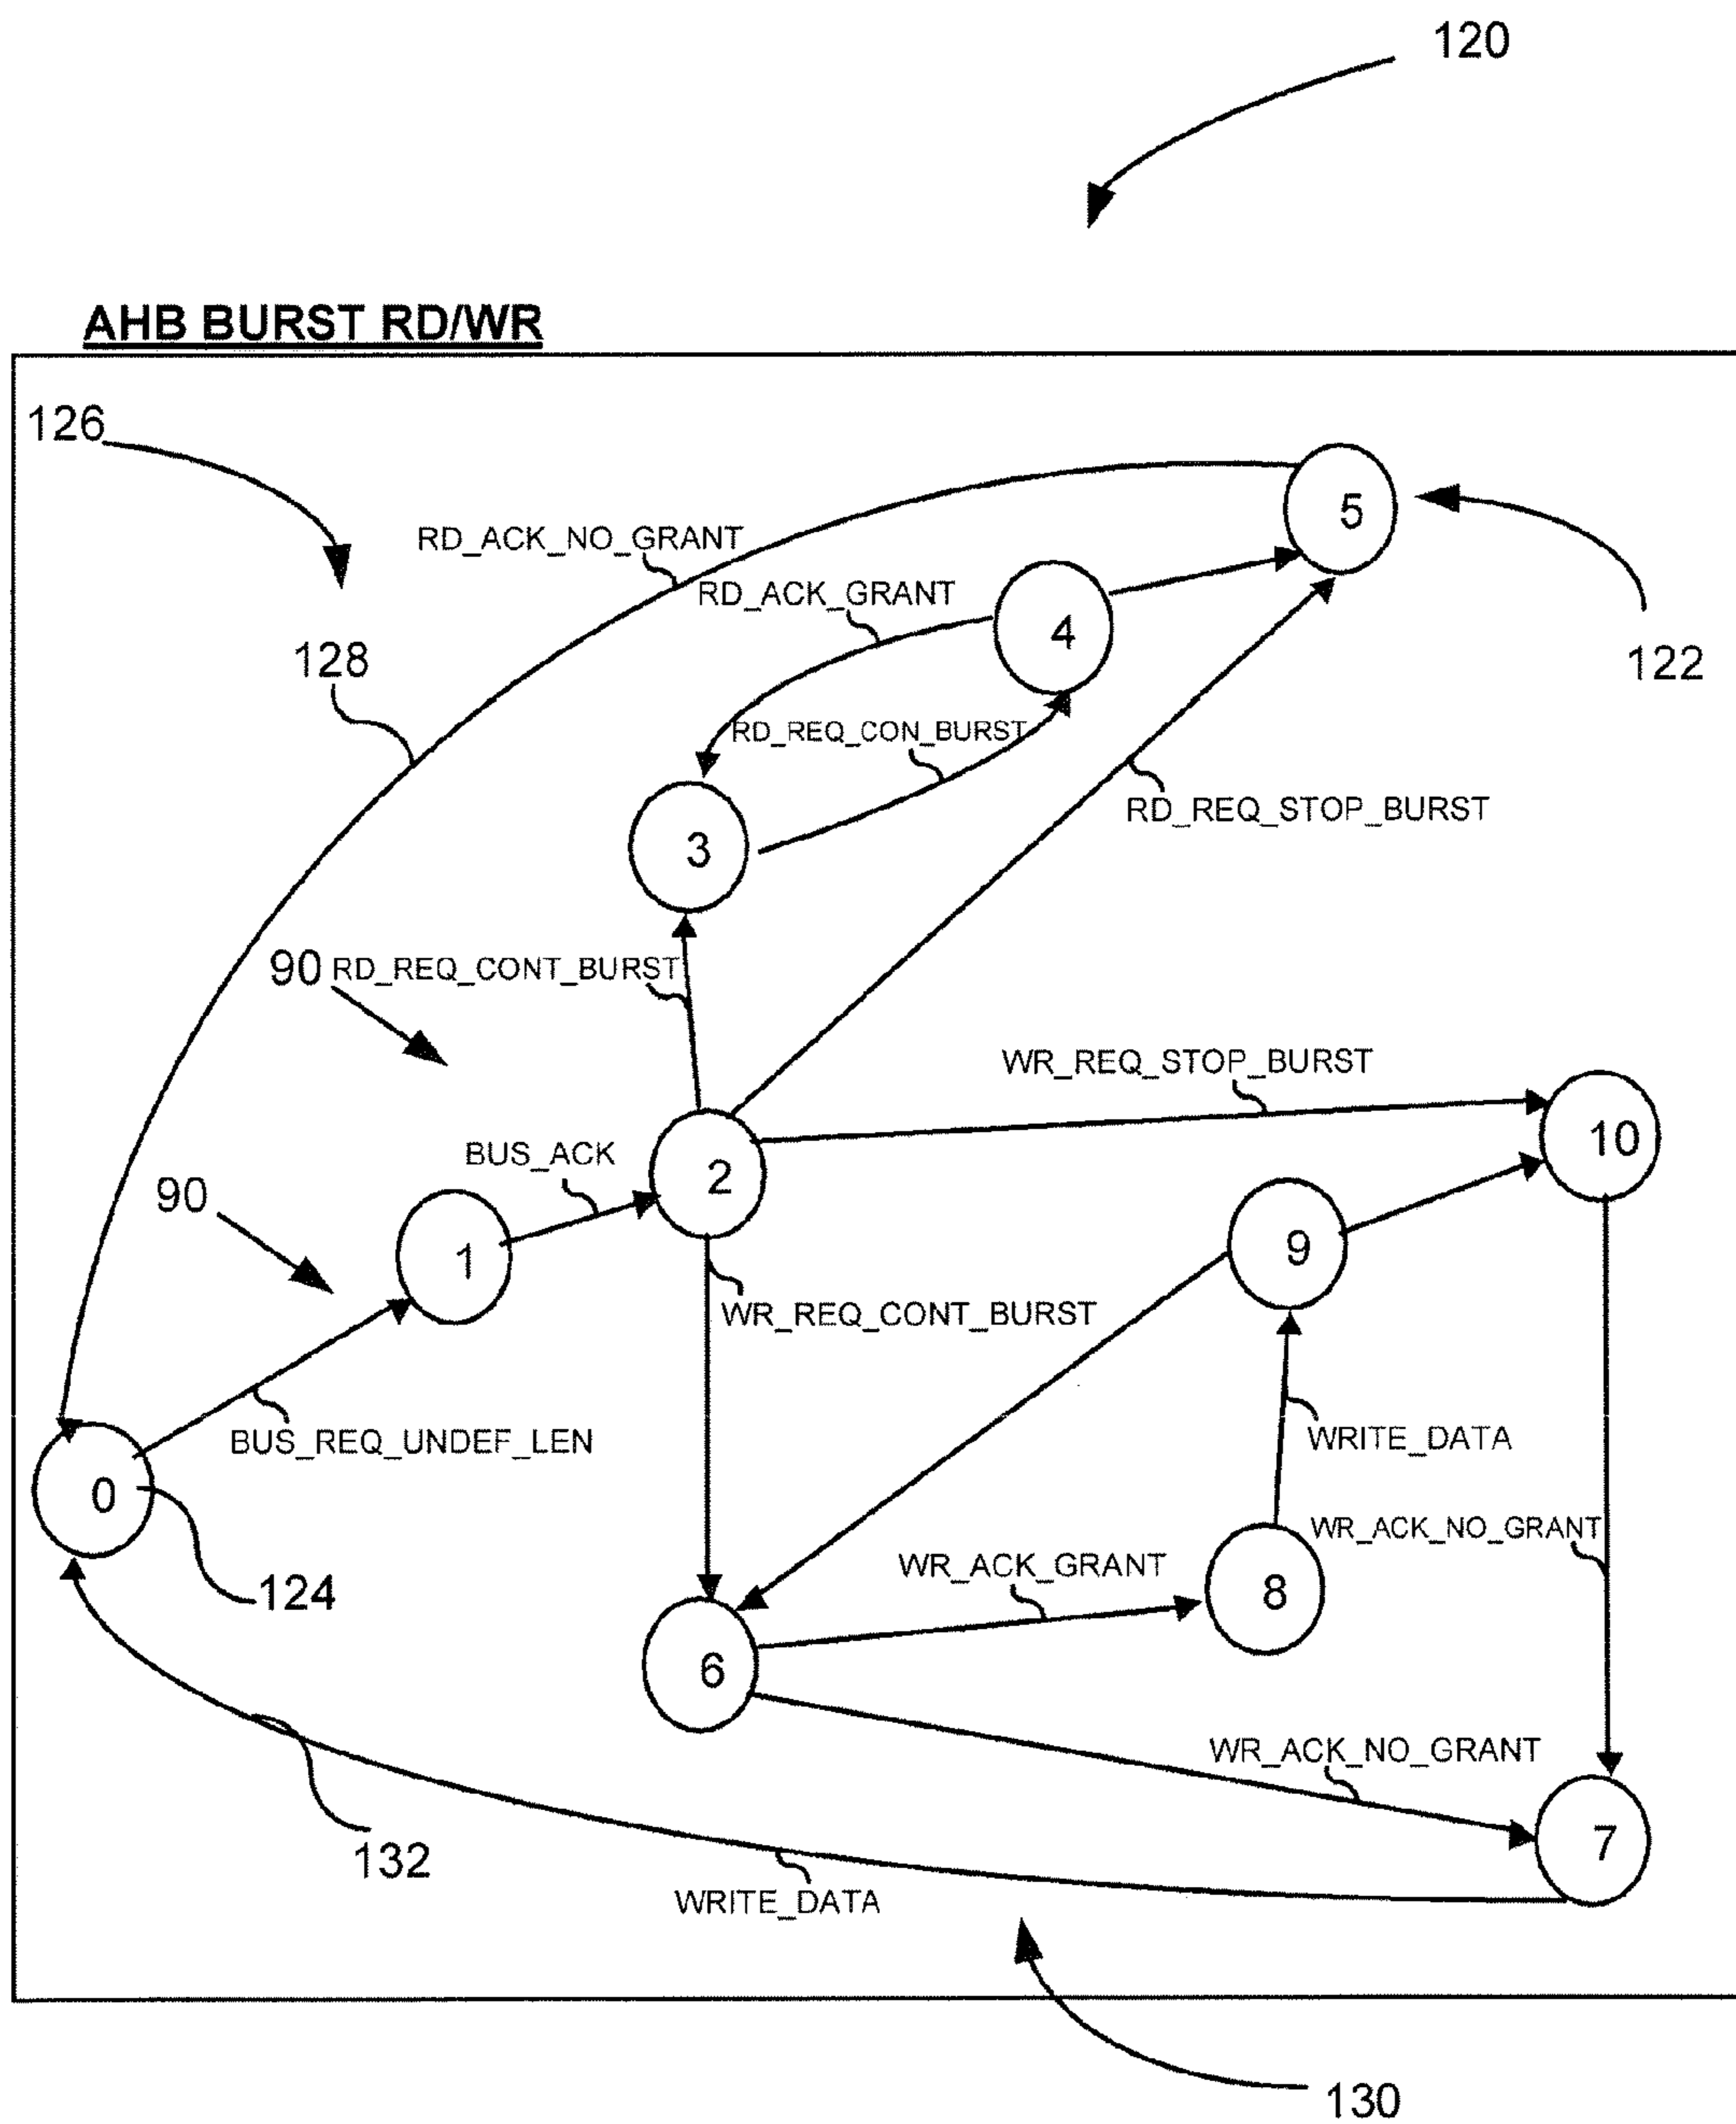 120
AHB BURST RD/WR
126
5
RD_ACK_NO_GRANT
RD_ACK_GRANT
4
128
122
RD_REQ_CON_BURST
RD_REQ_STOP_BURST
3
90 RD_REQ_CONT_BURST
WR_REQ_STOP_BURST
10
BUS_ACK
2
90
1
9
WR_REQ_CONT_BURST
BUS_REQ_UNDEF_LEN
WRITE_DATA
0
WR_ACK_NO_GRANT
WR_ACK_GRANT
124
8
6
WR_ACK_NO_GRANT
7
132
WRITE_DATA
130